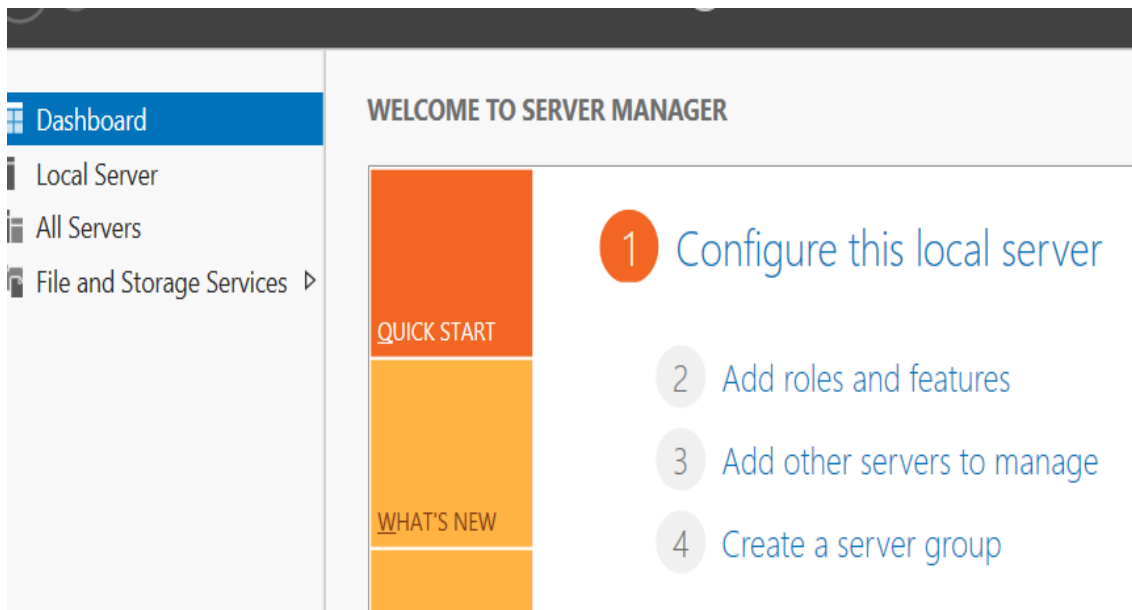 Dashboard
Local Server
All Servers
File and Storage Services
WELCOME TO SERVER MANAGER
QUICK START
WHAT'S NEW
1 Configure this local server
2 Add roles and features
3 Add other servers to manage
4 Create a server group